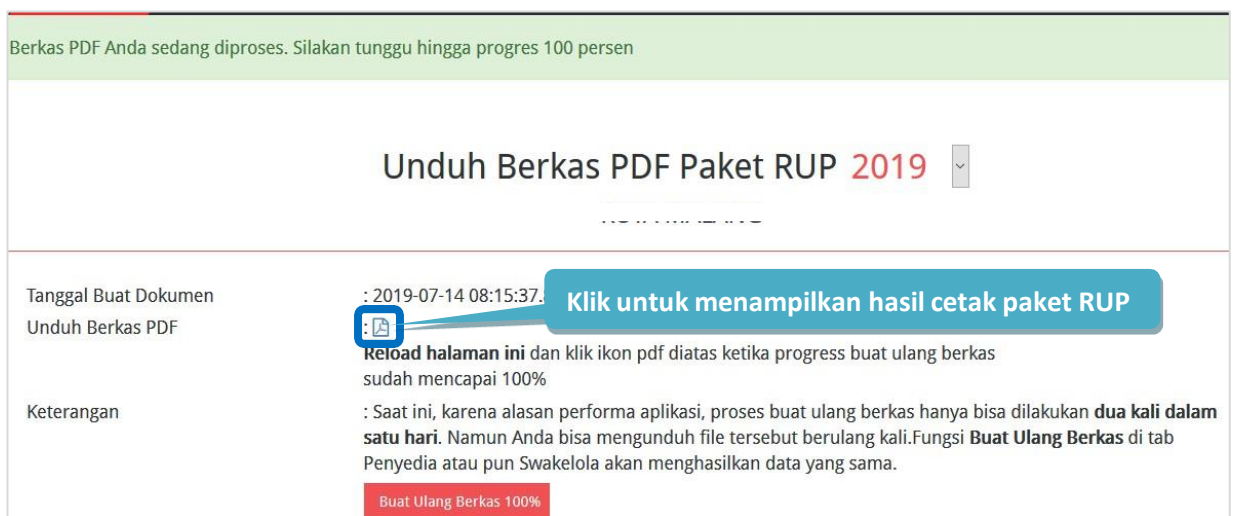 Berkas PDF Anda sedang diproses. Silakan tunggu hingga progres 100 persen
Unduh Berkas PDF Paket RUP 2019
Tanggal Buat Dokumen : 2019-07-14 08:15:37.
Klik untuk menampilkan hasil cetak paket RUP
Unduh Berkas PDF :
Reload halaman ini dan klik ikon pdf diatas ketika progress buat ulang berkas
sudah mencapai 100%
Keterangan : Saat ini, karena alasan performa aplikasi, proses buat ulang berkas hanya bisa dilakukan dua kali dalam
satu hari. Namun Anda bisa mengunduh file tersebut berulang kali.Fungsi Buat Ulang Berkas di tab
Penyedia atau pun Swakelola akan menghasilkan data yang sama.
Buat Ulang Berkas 100%